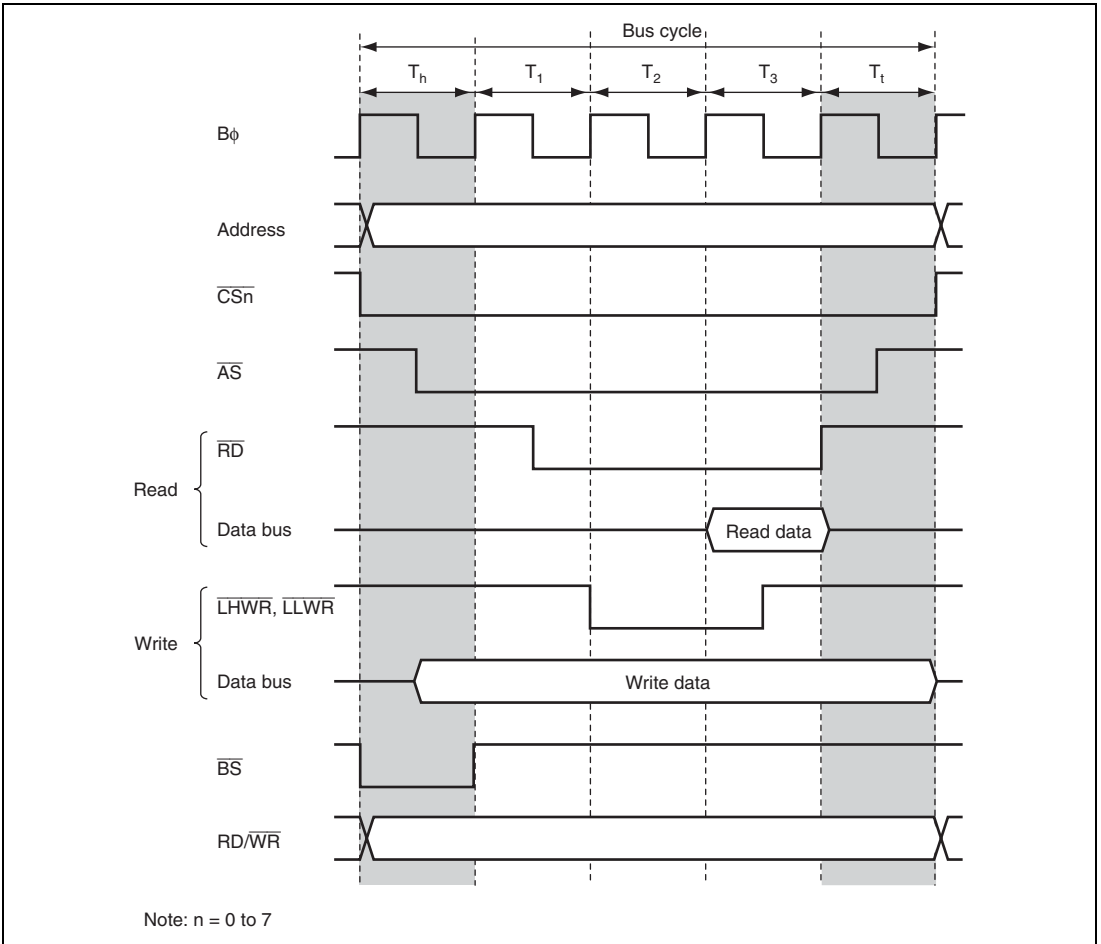 Bus cycle
Th T1 T2 T3 Tt
Bφ
Address
CSn
AS
RD
Read
Data bus
Read data
LHWR, LLWR
Write
Data bus
Write data
BS
RD/WR
Note: n = 0 to 7